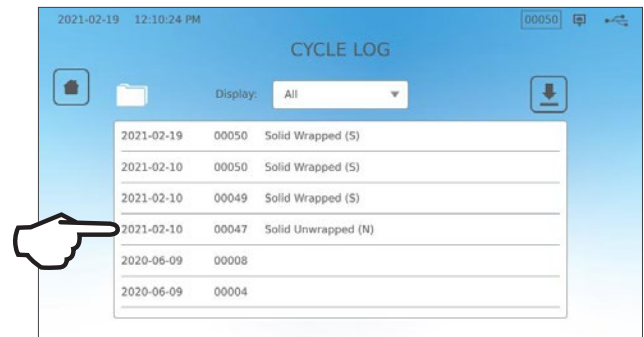 2021-02-19 12:10:24 PM 00050
CYCLE LOG
Display: All
2021-02-19 00050 Solid Wrapped (S)
2021-02-10 00050 Solid Wrapped (S)
2021-02-10 00049 Solid Wrapped (S)
2021-02-10 00047 Solid Unwrapped (N)
2020-06-09 00008
2020-06-09 00004